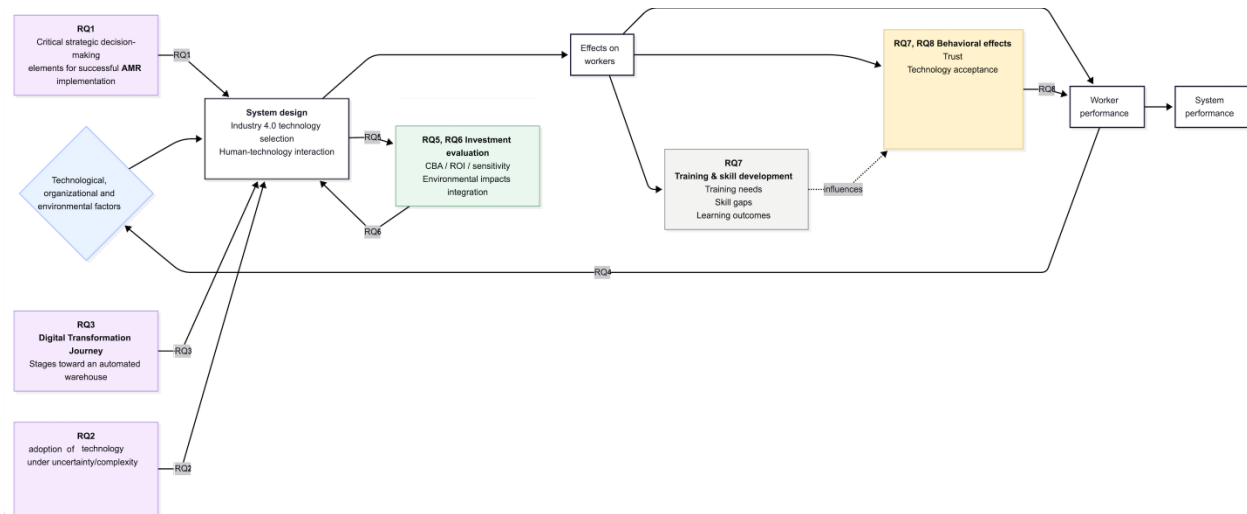 RQ1
Critical strategic decision-
making
elements for successful AMR
implementation
RQ1
System design
Industry 4.0 technology
selection
Human-technology interaction
RQ5
RQ5, RQ6 Investment
evaluation
CBA / ROI / sensitivity
Environmental impacts
integration
RQ6
Technological,
organizational and
environmental factors
Effects on
workers
RQ7
Training & skill development
Training needs
Skill gaps
Learning outcomes
influences
RQ7, RQ8 Behavioral effects
Trust
Technology acceptance
RQ8
Worker
performance
System
performance
RQ4
RQ3
Digital Transformation
Journey
Stages toward an automated
warehouse
RQ3
RQ2
adoption of technology
under uncertainty/complexity
RQ2